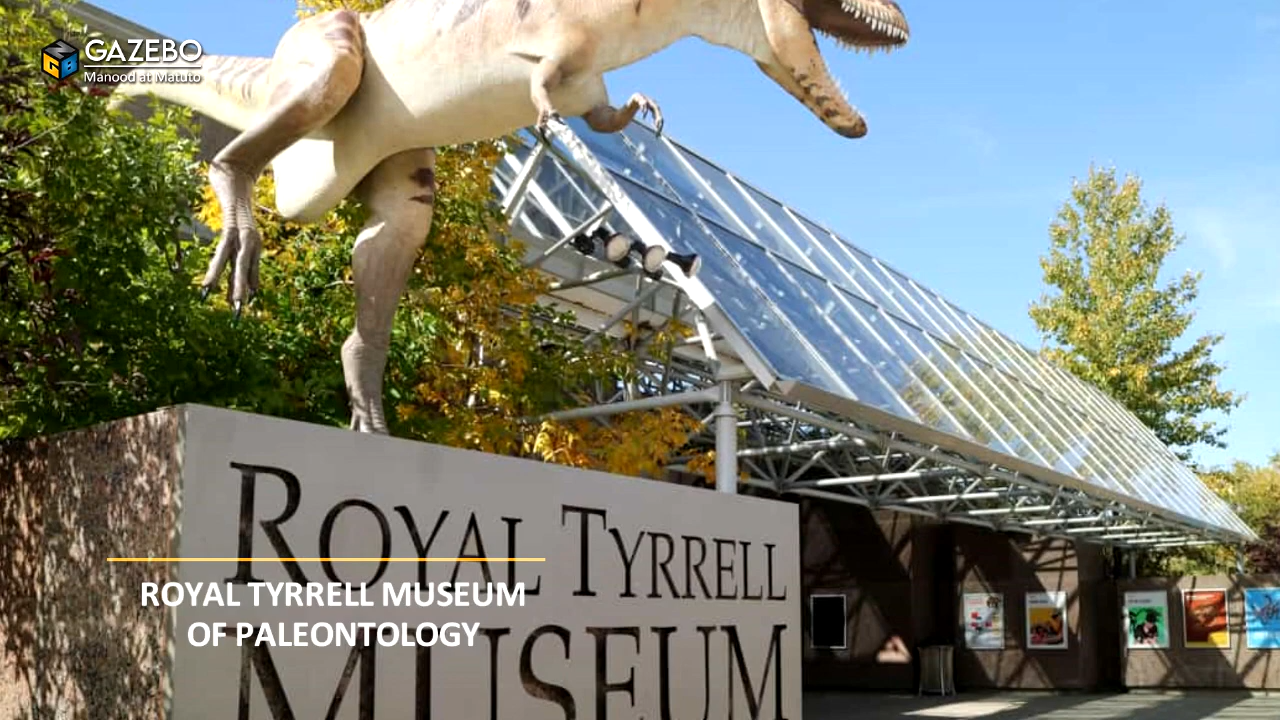 GAZEBO
Manood at Matuto
ROYAL TYRRELL
MUSEUM
ROYAL TYRRELL MUSEUM
OF PALEONTOLOGY